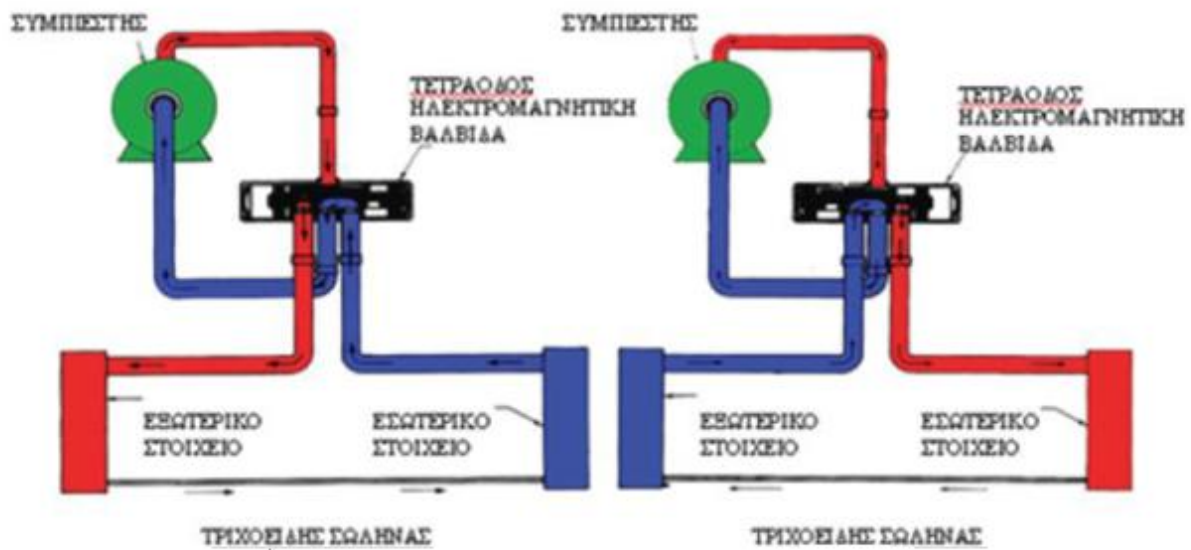 ΣΥΜΠΙΕΣΤΗΣ
ΤΕΤΡΑΟΔΟΣ
ΗΛΕΚΤΡΟΜΑΓΝΗΤΙΚΗ
ΒΑΛΒΙΔΑ
ΕΞΩΤΕΡΙΚΟ
ΣΤΟΙΧΕΙΟ
ΕΣΩΤΕΡΙΚΟ
ΣΤΟΙΧΕΙΟ
ΤΡΙΧΟΕΙΔΗΣ ΣΩΛΗΝΑΣ
ΣΥΜΠΙΕΣΤΗΣ
ΤΕΤΡΑΟΔΟΣ
ΗΛΕΚΤΡΟΜΑΓΝΗΤΙΚΗ
ΒΑΛΒΙΔΑ
ΕΞΩΤΕΡΙΚΟ
ΣΤΟΙΧΕΙΟ
ΕΣΩΤΕΡΙΚΟ
ΣΤΟΙΧΕΙΟ
ΤΡΙΧΟΕΙΔΗΣ ΣΩΛΗΝΑΣ